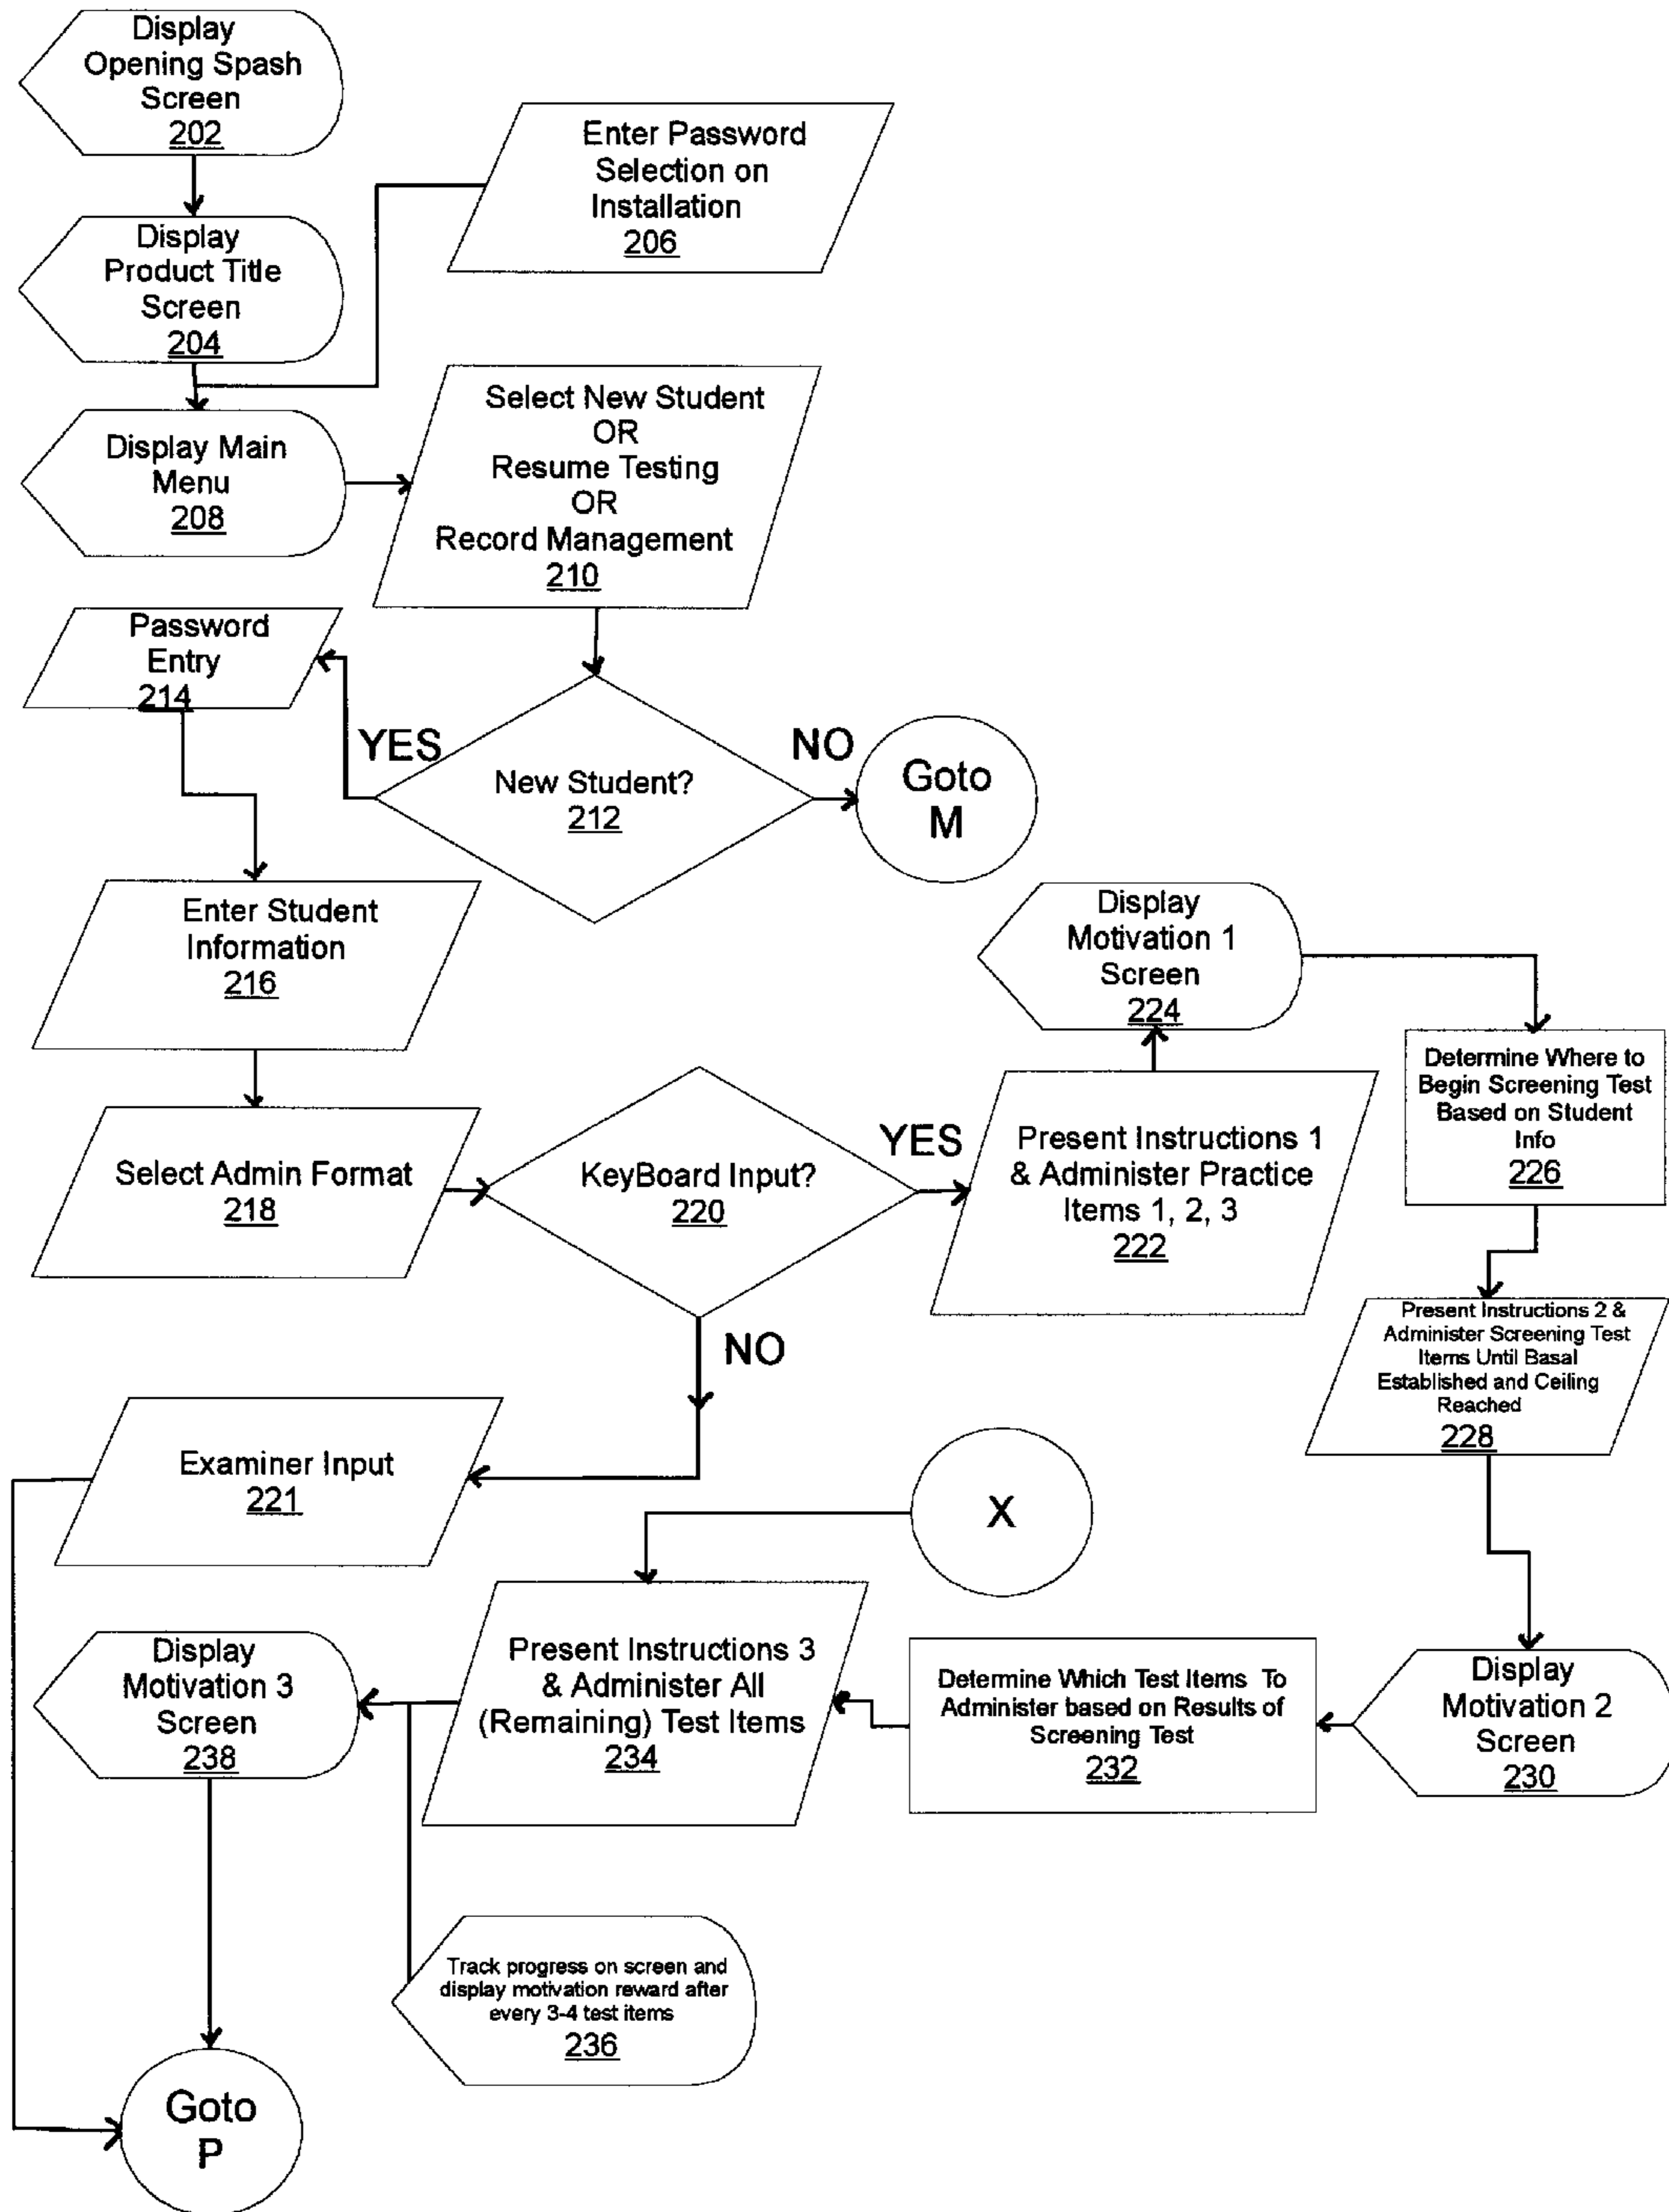 Display
Opening Spash
Screen
202
Enter Password
Selection on
Installation
206
Display
Product Title
Screen
204
Select New Student
OR
Resume Testing
OR
Record Management
210
Display Main
Menu
208
Password
Entry
214
YES
NO
New Student?
212
Goto
M
Enter Student
Information
216
Display
Motivation 1
Screen
224
Determine Where to
Begin Screening Test
Based on Student
Info
226
Select Admin Format
218
KeyBoard Input?
220
YES
NO
Present Instructions 1
& Administer Practice
Items 1, 2, 3
222
Present Instructions 2 &
Administer Screening Test
Items Until Basal
Established and Ceiling
Reached
228
Examiner Input
221
X
Display
Motivation 3
Screen
238
Present Instructions 3
& Administer All
(Remaining) Test Items
234
Determine Which Test Items To
Administer based on Results of
Screening Test
232
Display
Motivation 2
Screen
230
Track progress on screen and
display motivation reward after
every 3-4 test items
236
Goto
P